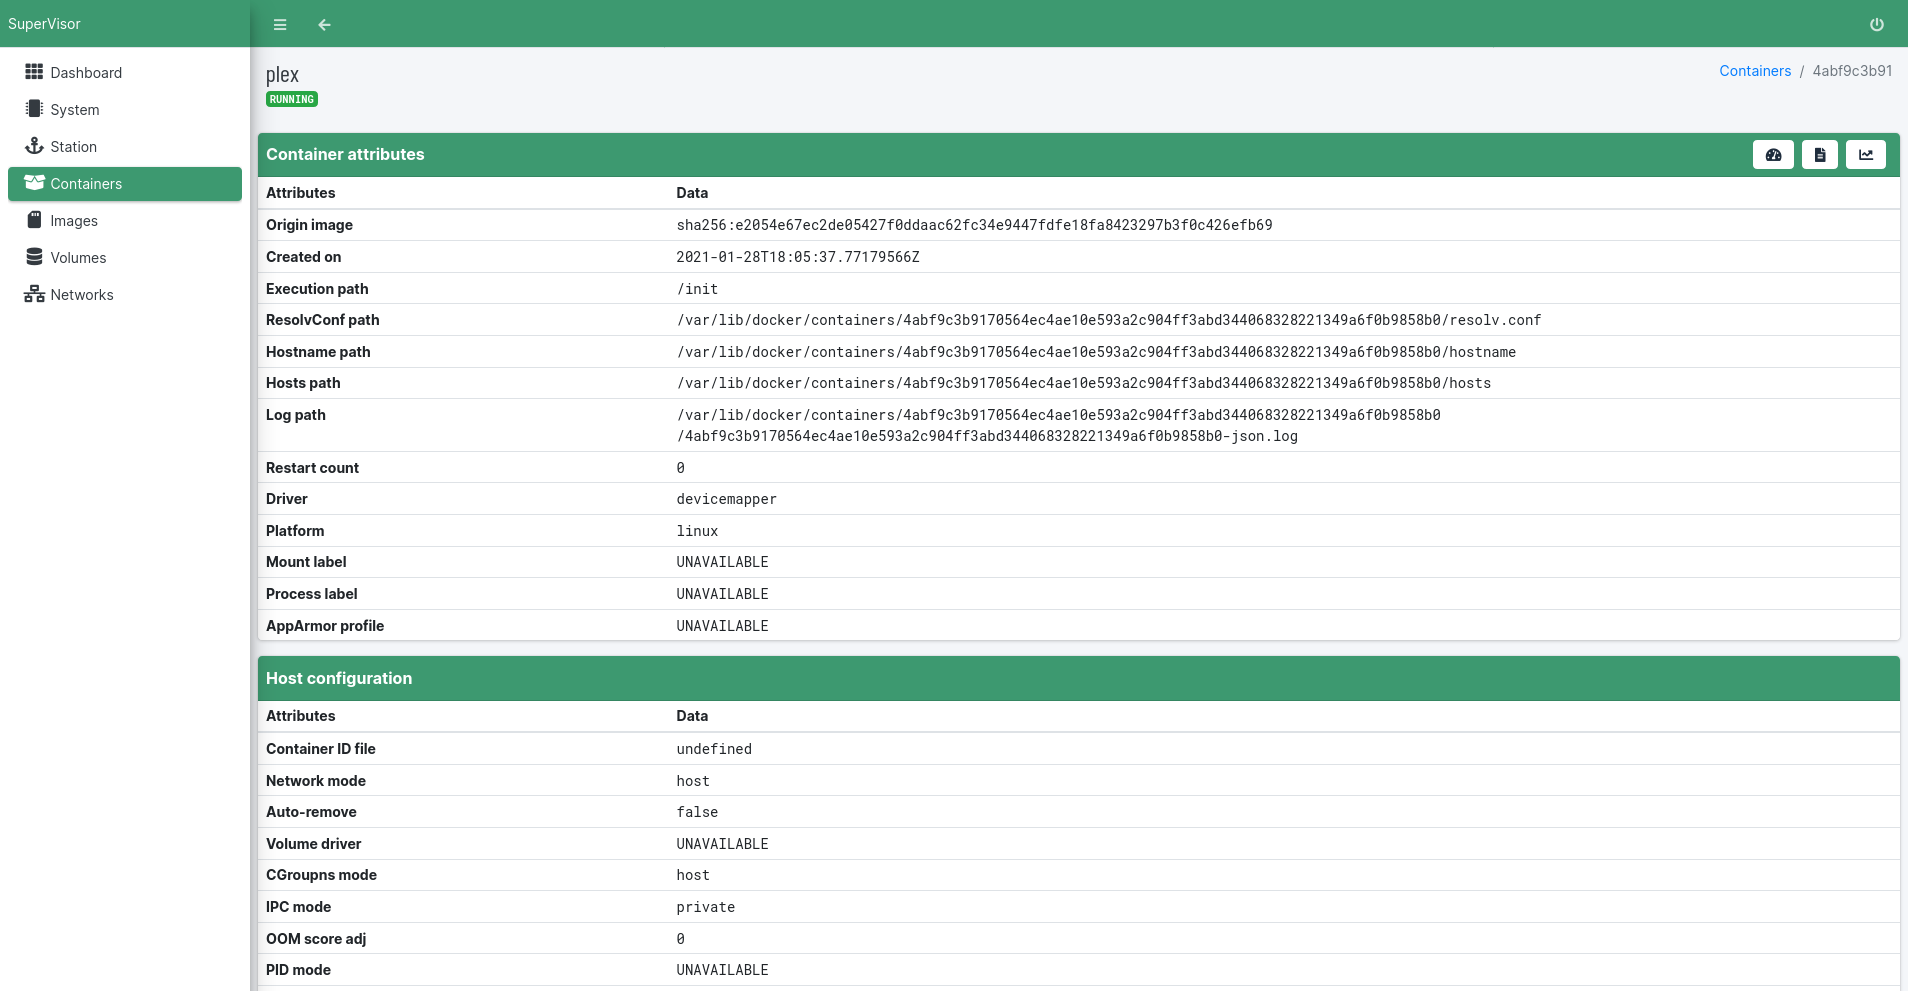 SuperVisor
Dashboard
System
Station
Containers
Images
Volumes
Networks
plex
RUNNING
Containers / 4abf9c3b91
Container attributes
Attributes Data
Origin image sha256:e2054e67ec2de05427f0ddaac62fc34e9447fdfe18fa8423297b3f0c426efb69
Created on 2021-01-28T18:05:37.77179566Z
Execution path /init
ResolvConf path /var/lib/docker/containers/4abf9c3b9170564ec4ae10e593a2c904ff3abd344068328221349a6f0b9858b0/resolv.conf
Hostname path /var/lib/docker/containers/4abf9c3b9170564ec4ae10e593a2c904ff3abd344068328221349a6f0b9858b0/hostname
Hosts path /var/lib/docker/containers/4abf9c3b9170564ec4ae10e593a2c904ff3abd344068328221349a6f0b9858b0/hosts
Log path /var/lib/docker/containers/4abf9c3b9170564ec4ae10e593a2c904ff3abd344068328221349a6f0b9858b0
/4abf9c3b9170564ec4ae10e593a2c904ff3abd344068328221349a6f0b9858b0-json.log
Restart count 0
Driver devicemapper
Platform linux
Mount label UNAVAILABLE
Process label UNAVAILABLE
AppArmor profile UNAVAILABLE
Host configuration
Attributes Data
Container ID file undefined
Network mode host
Auto-remove false
Volume driver UNAVAILABLE
CGroupns mode host
IPC mode private
OOM score adj 0
PID mode UNAVAILABLE